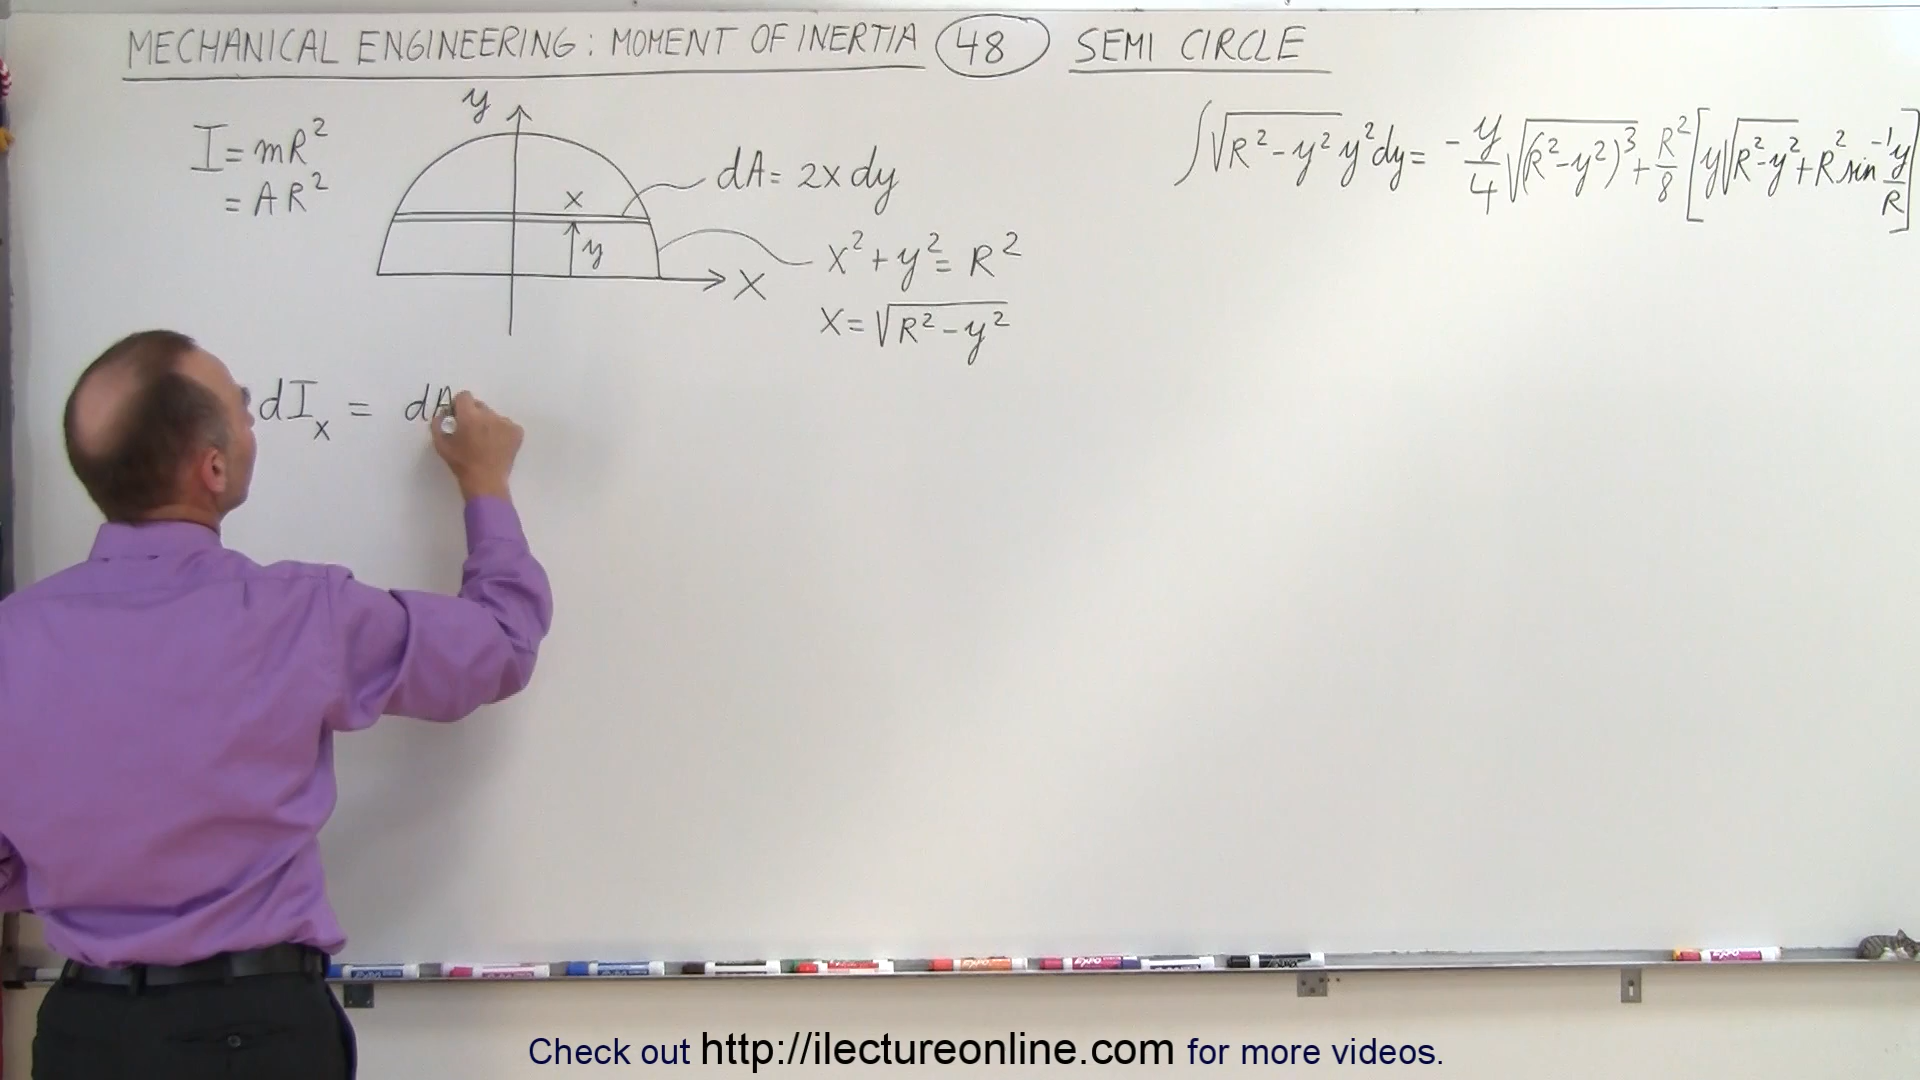 MECHANICAL ENGINEERING: MOMENT OF INERTIA 48 SEMI CIRCLE
I = mR²
= AR²
y
x
y
X
dA = 2x dy
x² + y² = R²
X = √(R² - y²)
∫√(R² - y²) y² dy = -y/4 √(R² - y²)³ + R²/8 [y√(R² - y²) + R² sin⁻¹ y/R]
dIₓ = dA
Check out http://ilectureonline.com for more videos.